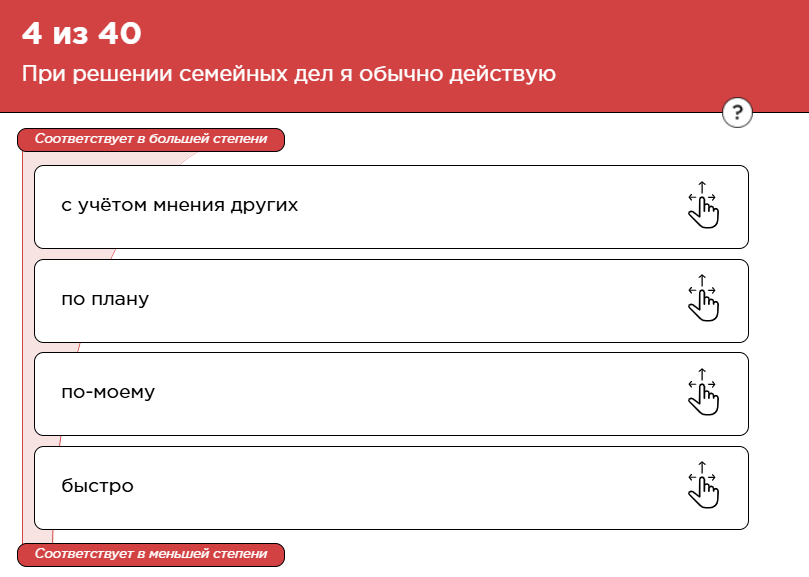 4 из 40
При решении семейных дел я обычно действую
?
Соответствует в большей степени
с учётом мнения других
по плану
по-моему
быстро
Соответствует в меньшей степени